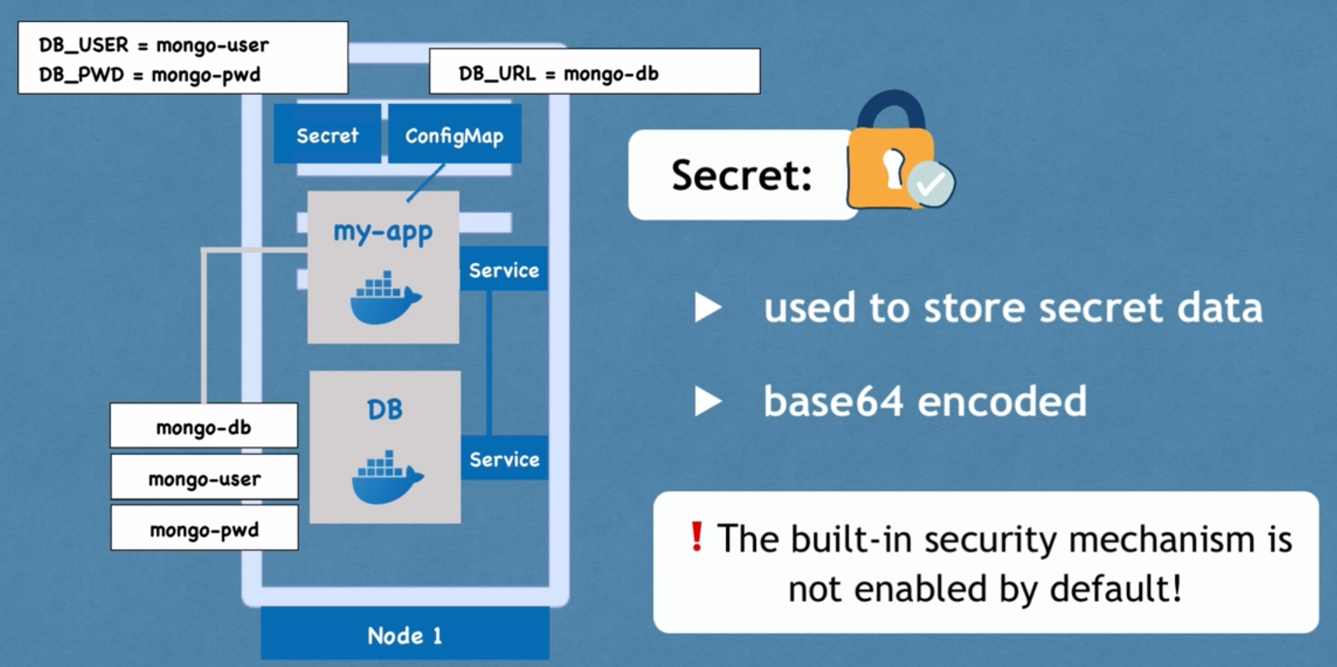 DB_USER = mongo-user
DB_PWD = mongo-pwd
DB_URL = mongo-db
Secret
ConfigMap
my-app
Service
DB
Service
mongo-db
mongo-user
mongo-pwd
Node 1
Secret:
used to store secret data
base64 encoded
! The built-in security mechanism is
not enabled by default!